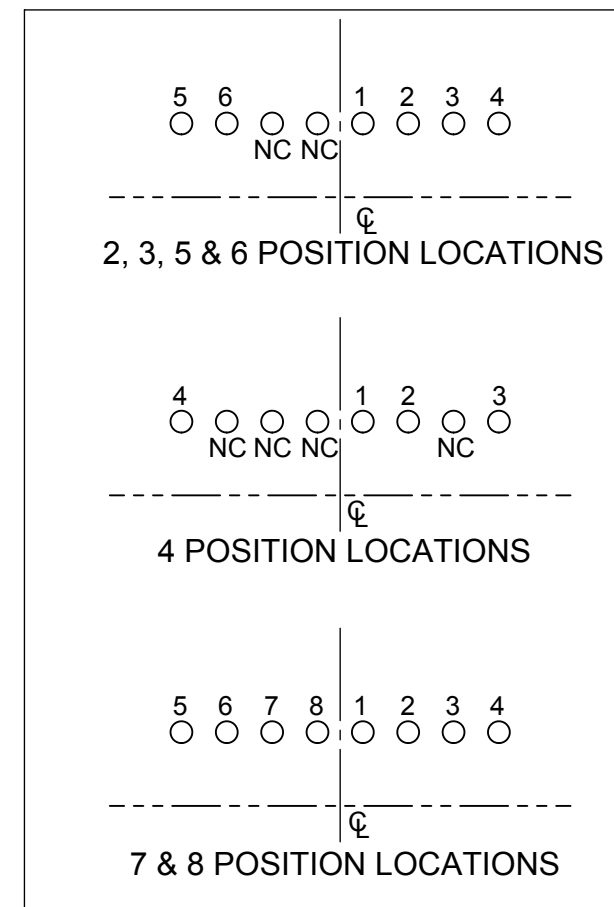 5 6 1 2 3 4
NC NC
℄
2, 3, 5 & 6 POSITION LOCATIONS
4 1 2 3
NC NC NC NC
℄
4 POSITION LOCATIONS
5 6 7 8 1 2 3 4
℄
7 & 8 POSITION LOCATIONS